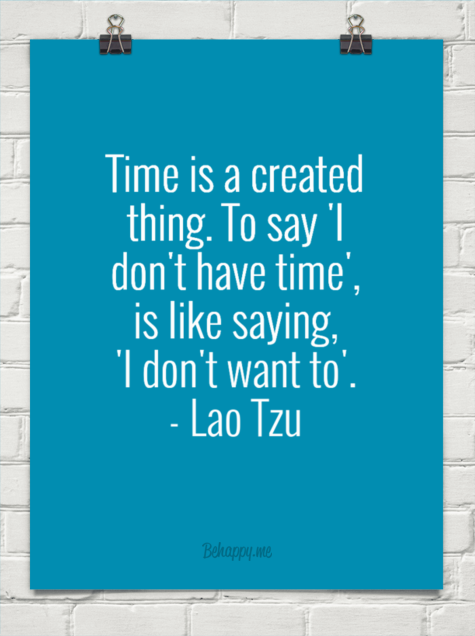 Time is a created
thing. To say 'I
don't have time',
is like saying,
'I don't want to'.
- Lao Tzu
Behappy.me